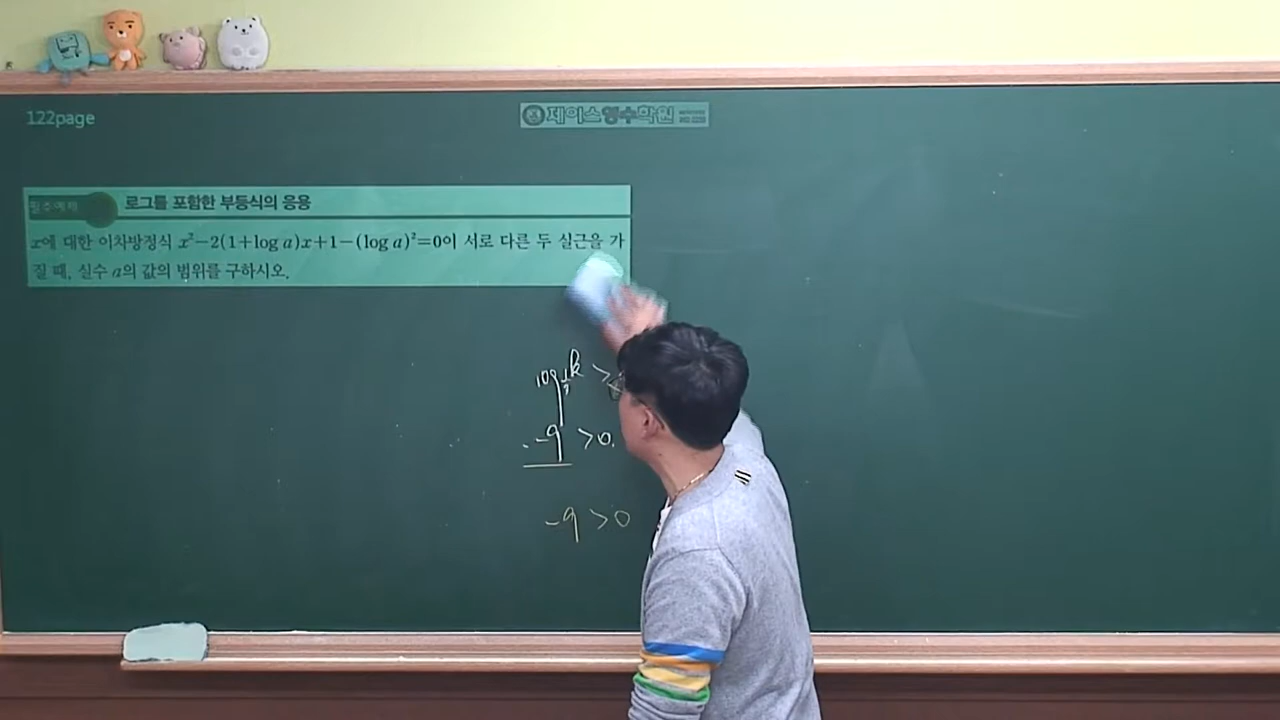 122page
제이스영수학원
필수예제 로그를 포함한 부등식의 응용
x에 대한 이차방정식 x²−2(1+log a)x+1−(log a)²=0이 서로 다른 두 실근을 가
질 때, 실수 a의 값의 범위를 구하시오.
log k >
-9 >0.
-9 >0